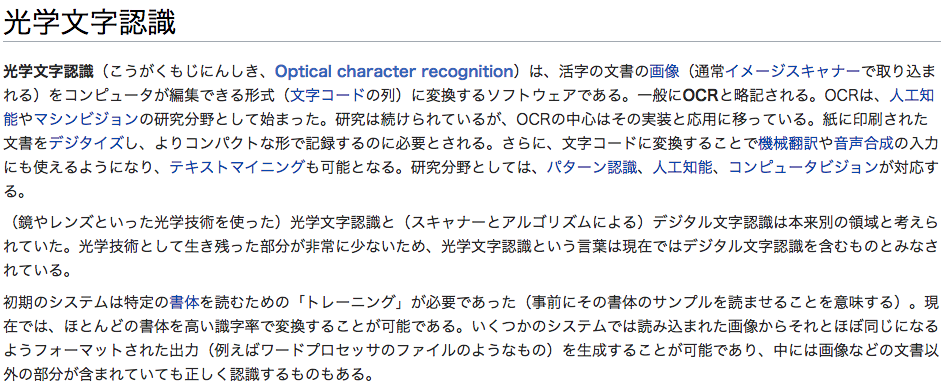 光学文字認識
光学文字認識（こうがくもじにんしき、Optical character recognition）は、活字の文書の画像（通常イメージスキャナーで取り込ま
れる）をコンピュータが編集できる形式（文字コードの列）に変換するソフトウェアである。一般にOCRと略記される。OCRは、人工知
能やマシンビジョンの研究分野として始まった。研究は続けられているが、OCRの中心はその実装と応用に移っている。紙に印刷された
文書をデジタイズし、よりコンパクトな形で記録するのに必要とされる。さらに、文字コードに変換することで機械翻訳や音声合成の入力
にも使えるようになり、テキストマイニングも可能となる。研究分野としては、パターン認識、人工知能、コンピュータビジョンが対応す
る。
（鏡やレンズといった光学技術を使った）光学文字認識と（スキャナーとアルゴリズムによる）デジタル文字認識は本来別の領域と考えら
れていた。光学技術として生き残った部分が非常に少ないため、光学文字認識という言葉は現在ではデジタル文字認識を含むものとみなさ
れている。
初期のシステムは特定の書体を読むための「トレーニング」が必要であった（事前にその書体のサンプルを読ませることを意味する）。現
在では、ほとんどの書体を高い識字率で変換することが可能である。いくつかのシステムでは読み込まれた画像からそれとほぼ同じになる
ようフォーマットされた出力（例えばワードプロセッサのファイルのようなもの）を生成することが可能であり、中には画像などの文書以
外の部分が含まれていても正しく認識するものもある。